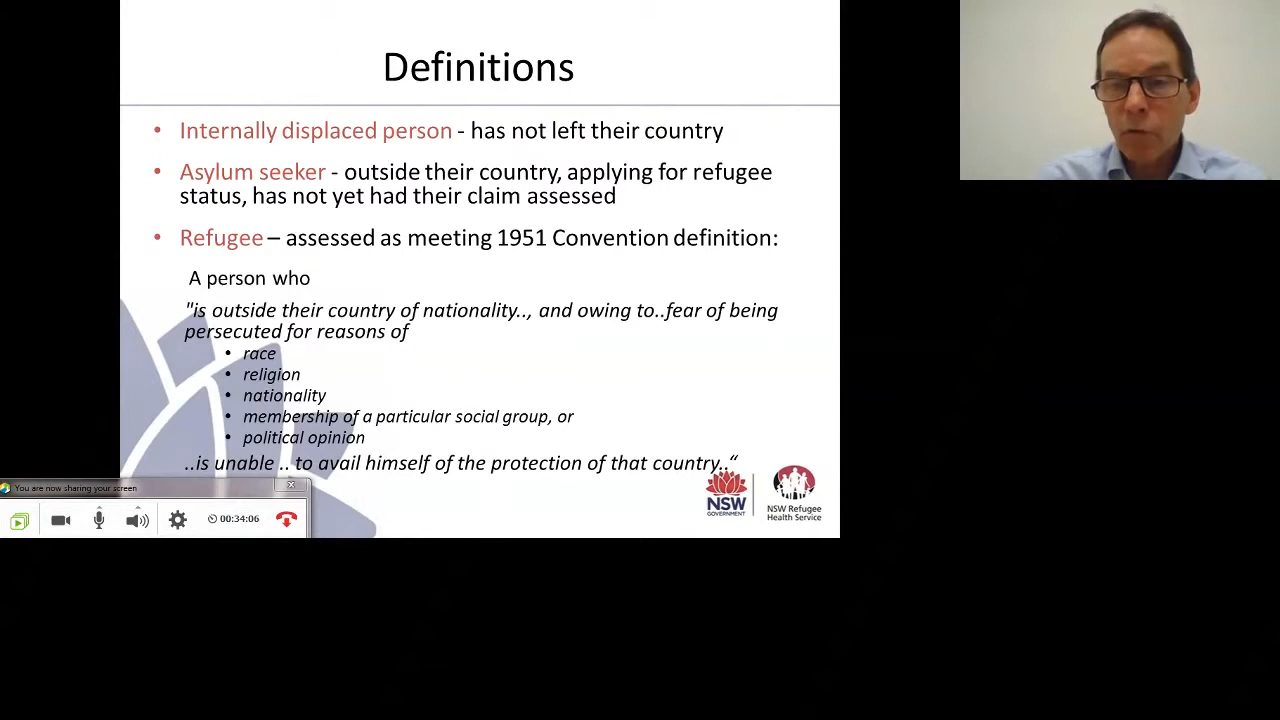 Definitions
• Internally displaced person - has not left their country
• Asylum seeker - outside their country, applying for refugee
status, has not yet had their claim assessed
• Refugee – assessed as meeting 1951 Convention definition:
A person who
"is outside their country of nationality.., and owing to..fear of being
persecuted for reasons of
• race
• religion
• nationality
• membership of a particular social group, or
• political opinion
..is unable .. to avail himself of the protection of that country..“
You are now sharing your screen
00:34:06
NSW
GOVERNMENT
NSW Refugee
Health Service